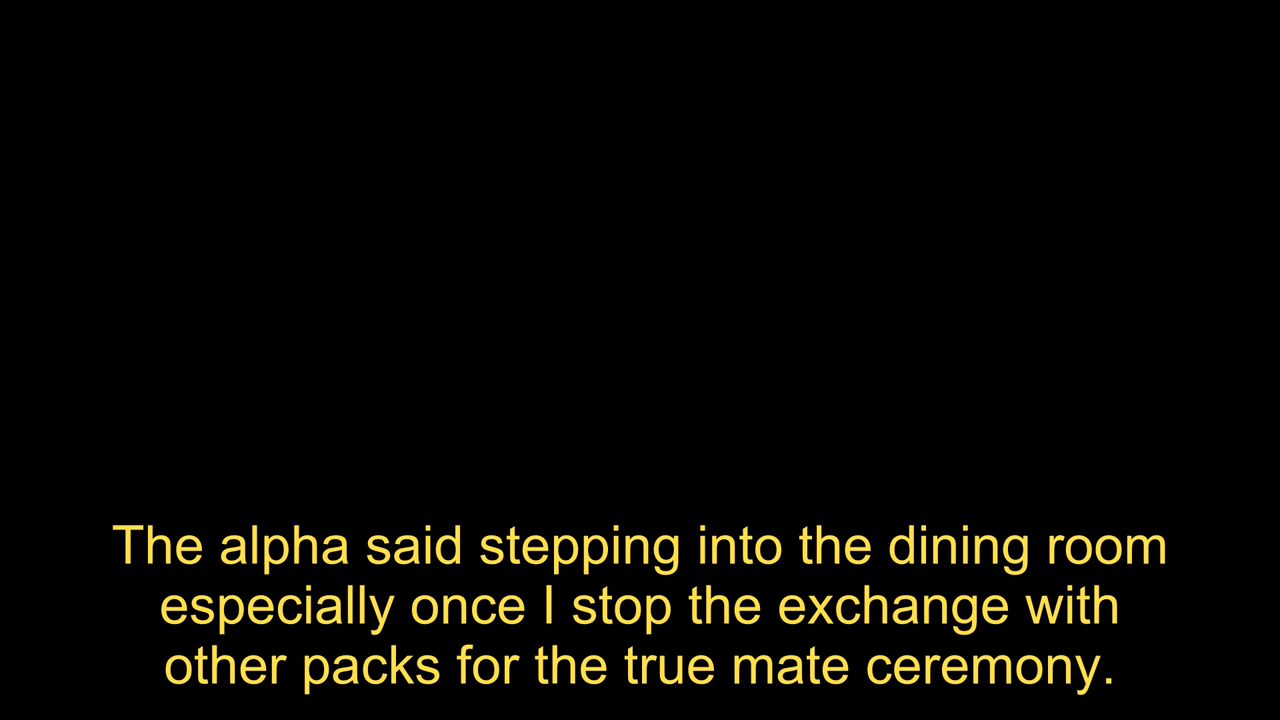 The alpha said stepping into the dining room
especially once I stop the exchange with
other packs for the true mate ceremony.